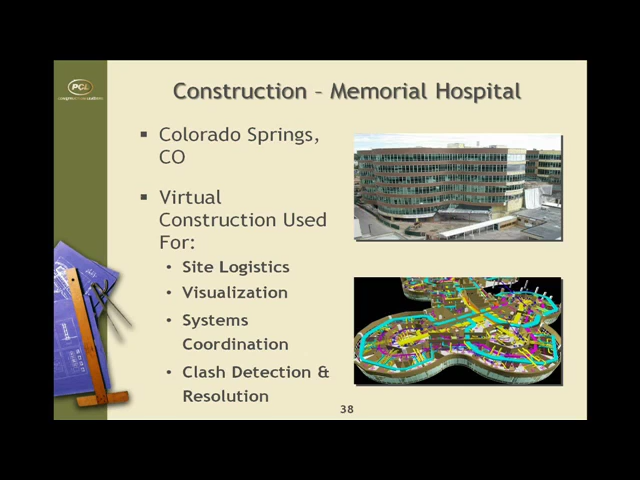 PCL
Construction – Memorial Hospital
▪ Colorado Springs,
CO
▪ Virtual
Construction Used
For:
• Site Logistics
• Visualization
• Systems
Coordination
• Clash Detection &
Resolution
38